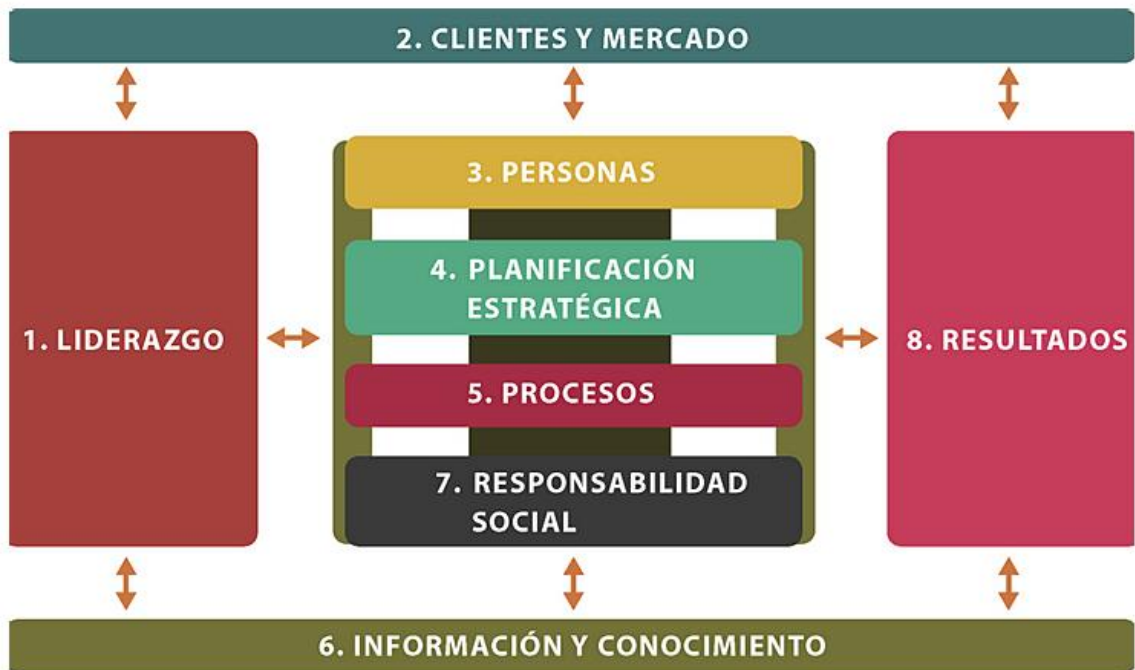 2. CLIENTES Y MERCADO
1. LIDERAZGO
3. PERSONAS
4. PLANIFICACIÓN
ESTRATÉGICA
5. PROCESOS
7. RESPONSABILIDAD
SOCIAL
8. RESULTADOS
6. INFORMACIÓN Y CONOCIMIENTO